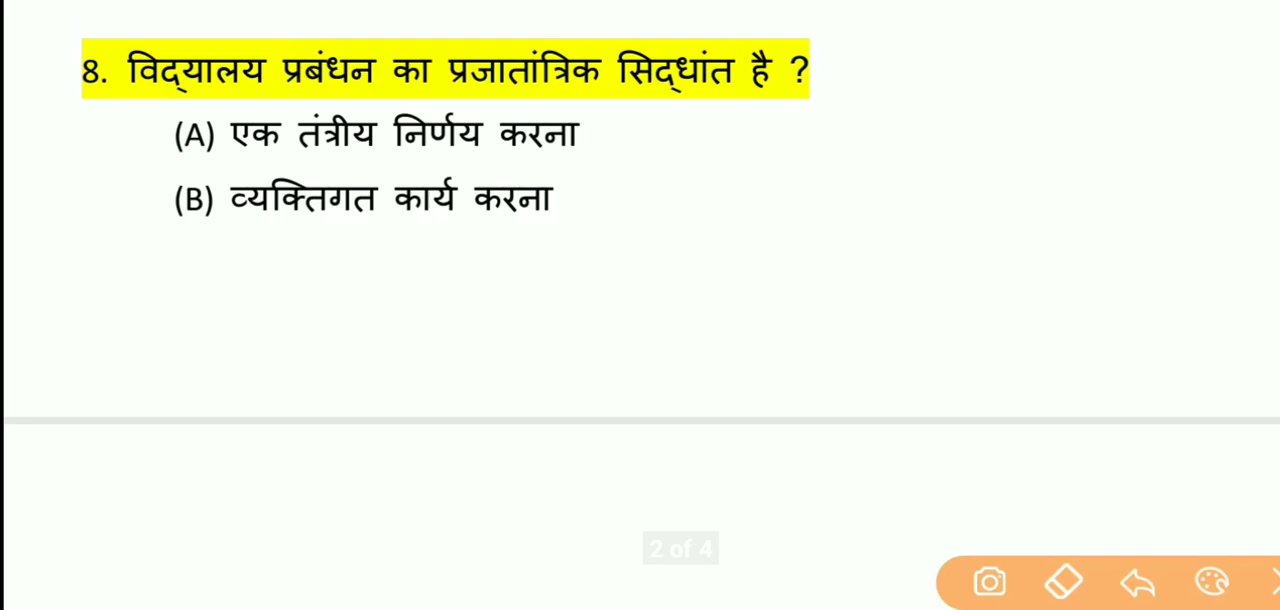 8. विद्यालय प्रबंधन का प्रजातांत्रिक सिद्धांत है ?
(A) एक तंत्रीय निर्णय करना
(B) व्यक्तिगत कार्य करना
2 of 4